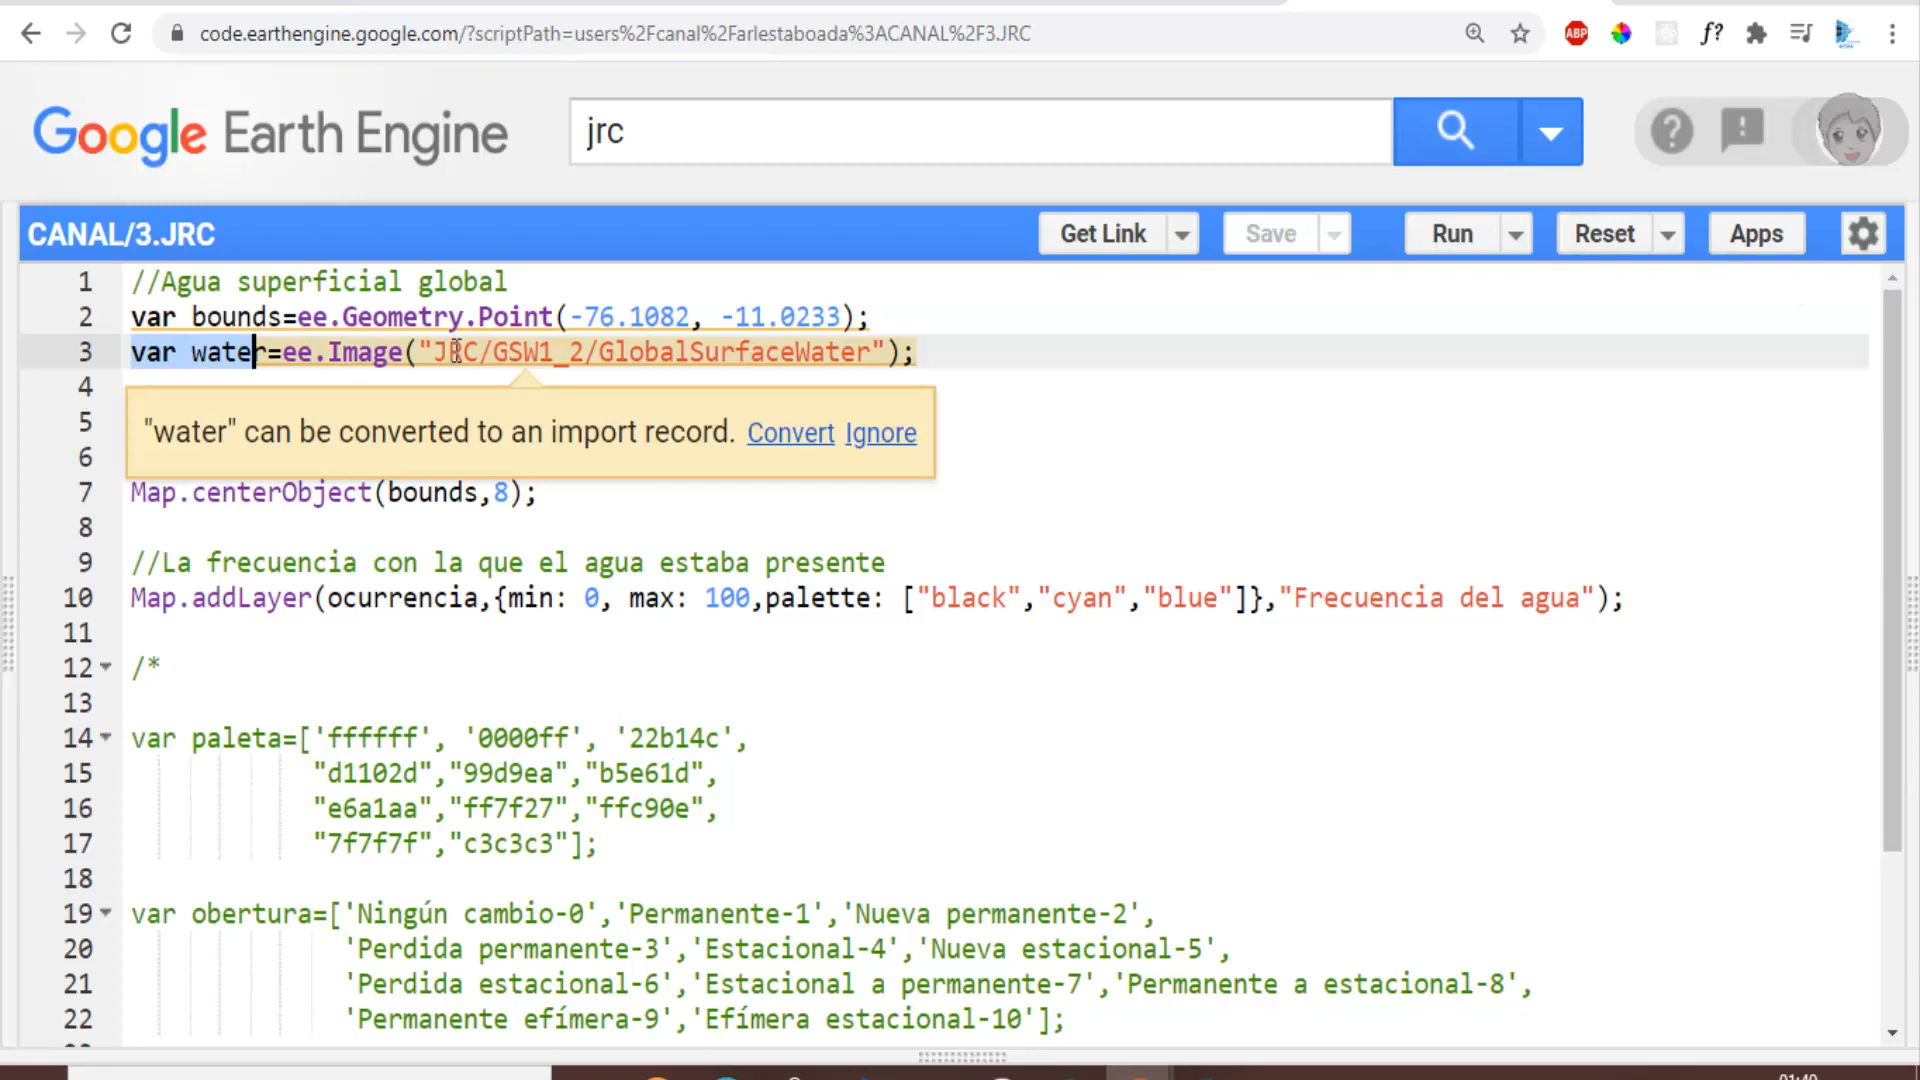 code.earthengine.google.com/?scriptPath=users%2Fcanal%2Farlestaboada%3ACANAL%2F3.JRC
ABP
f?
Google Earth Engine
jrc
CANAL/3.JRC
Get Link
Save
Run
Reset
Apps
1 //Agua superficial global
2 var bounds=ee.Geometry.Point(-76.1082, -11.0233);
3 var water=ee.Image("JRC/GSW1_2/GlobalSurfaceWater");
4
"water" can be converted to an import record. Convert Ignore
5
6
7 Map.centerObject(bounds,8);
8
9 //La frecuencia con la que el agua estaba presente
10 Map.addLayer(ocurrencia,{min: 0, max: 100,palette: ["black","cyan","blue"]},"Frecuencia del agua");
11
12 /*
13
14 var paleta=['ffffff', '0000ff', '22b14c',
15 "d1102d","99d9ea","b5e61d",
16 "e6a1aa","ff7f27","ffc90e",
17 "7f7f7f","c3c3c3"];
18
19 var obertura=['Ningún cambio-0','Permanente-1','Nueva permanente-2',
20 'Perdida permanente-3','Estacional-4','Nueva estacional-5',
21 'Perdida estacional-6','Estacional a permanente-7','Permanente a estacional-8',
22 'Permanente efímera-9','Efímera estacional-10'];